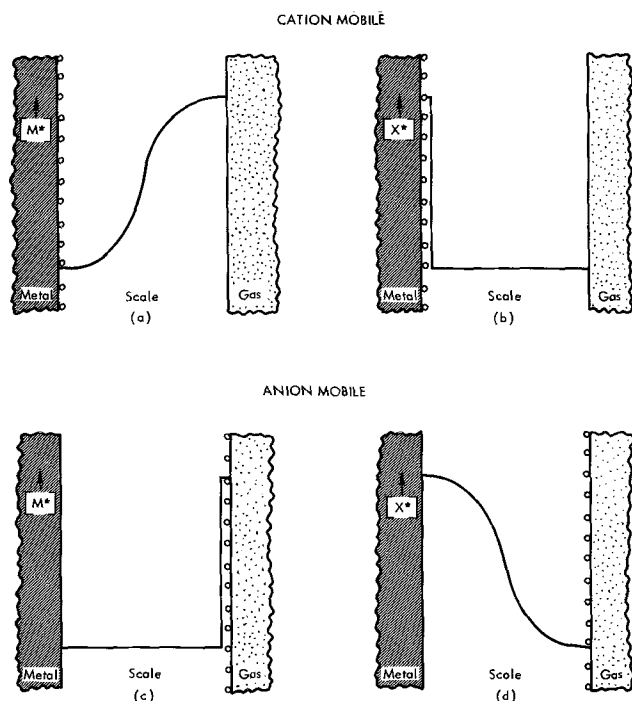 CATION MOBILE
M*
X*
Metal Scale Gas
(a)
Metal Scale Gas
(b)
ANION MOBILE
M*
X*
Metal Scale Gas
(c)
Metal Scale Gas
(d)